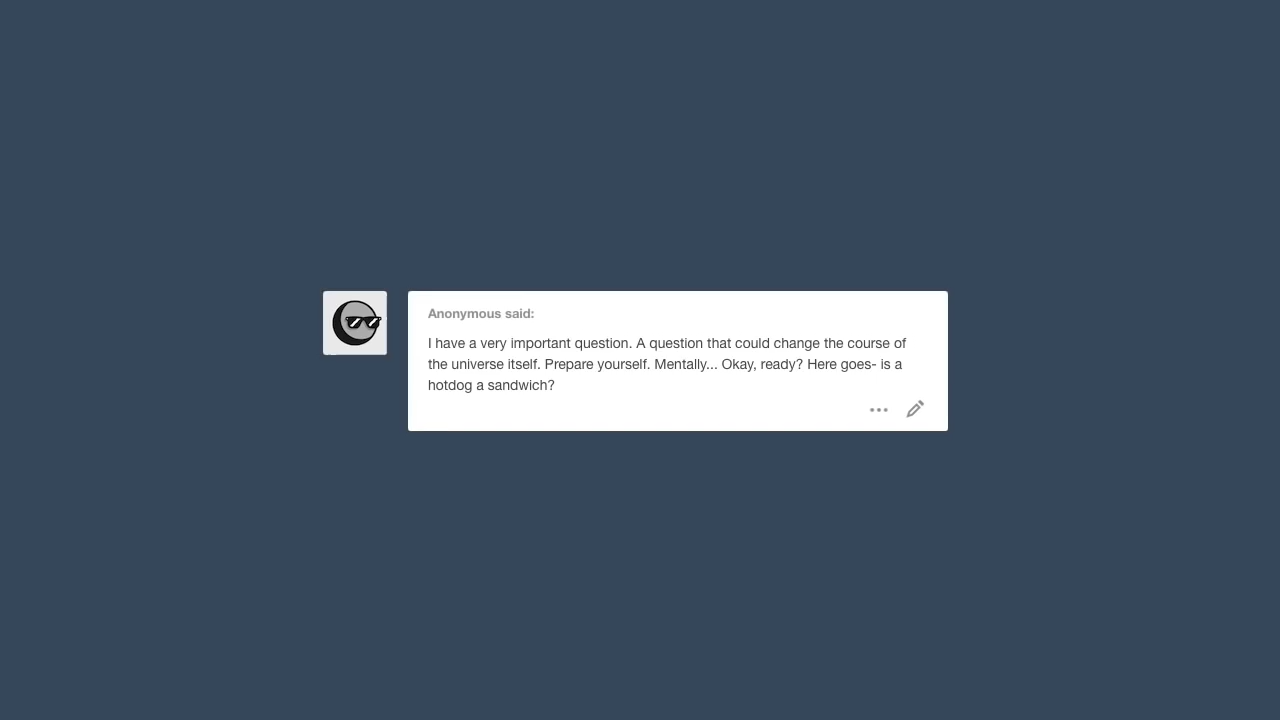 Anonymous said:
I have a very important question. A question that could change the course of
the universe itself. Prepare yourself. Mentally... Okay, ready? Here goes- is a
hotdog a sandwich?